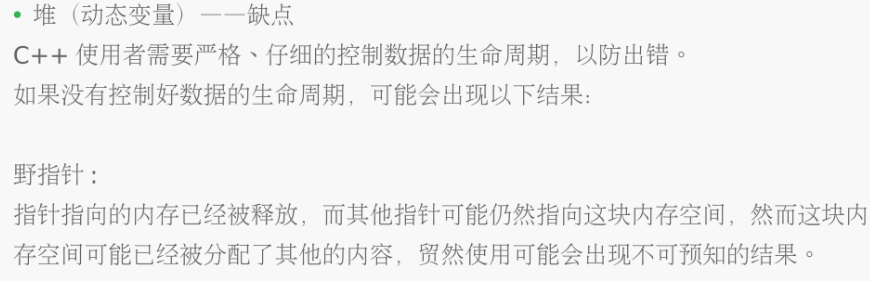 • 堆（动态变量）——缺点
C++ 使用者需要严格、仔细的控制数据的生命周期，以防出错。
如果没有控制好数据的生命周期，可能会出现以下结果：
野指针：
指针指向的内存已经被释放，而其他指针可能仍然指向这块内存空间，然而这块内
存空间可能已经被分配了其他的内容，贸然使用可能会出现不可预知的结果。